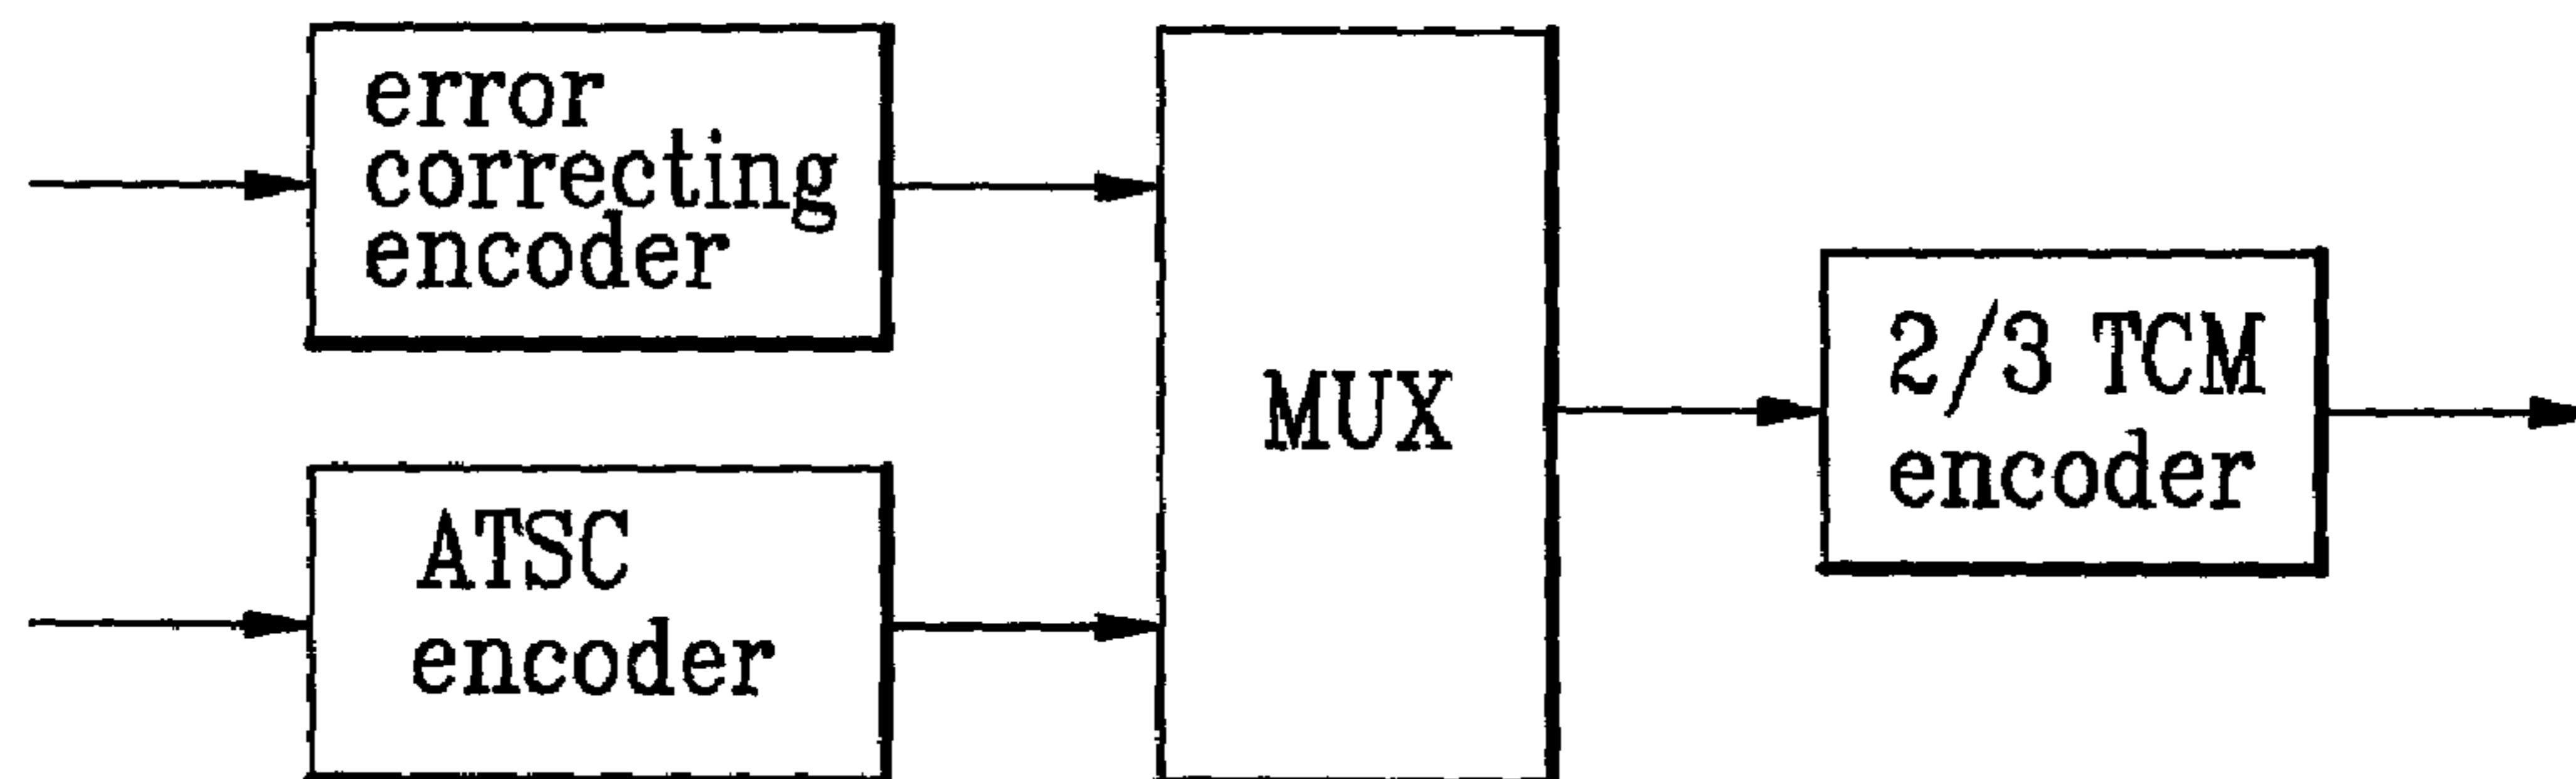 error
correcting
encoder
ATSC
encoder
MUX
2/3 TCM
encoder